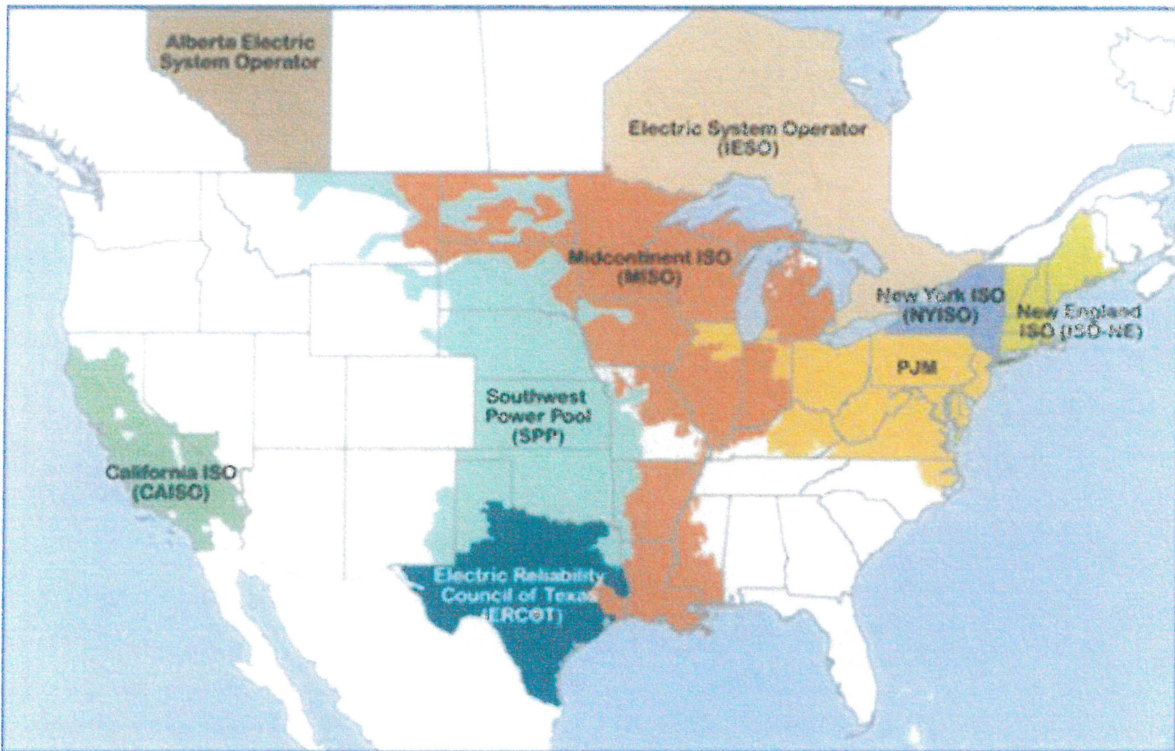 Alberta Electric
System Operator
Electric System Operator
(IESO)
Midcontinent ISO
(MISO)
New York ISO
(NYISO)
New England
ISO (ISO-NE)
PJM
Southwest
Power Pool
(SPP)
California ISO
(CAISO)
Electric Reliability
Council of Texas
(ERCOT)